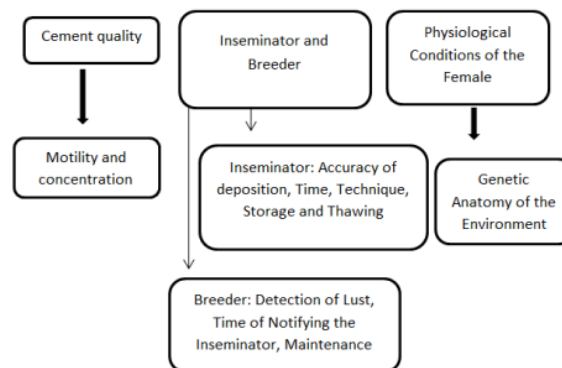 Cement quality
Inseminator and
Breeder
Physiological
Conditions of the
Female
Motility and
concentration
Inseminator: Accuracy of
deposition, Time, Technique,
Storage and Thawing
Genetic
Anatomy of the
Environment
Breeder: Detection of Lust,
Time of Notifying the
Inseminator, Maintenance